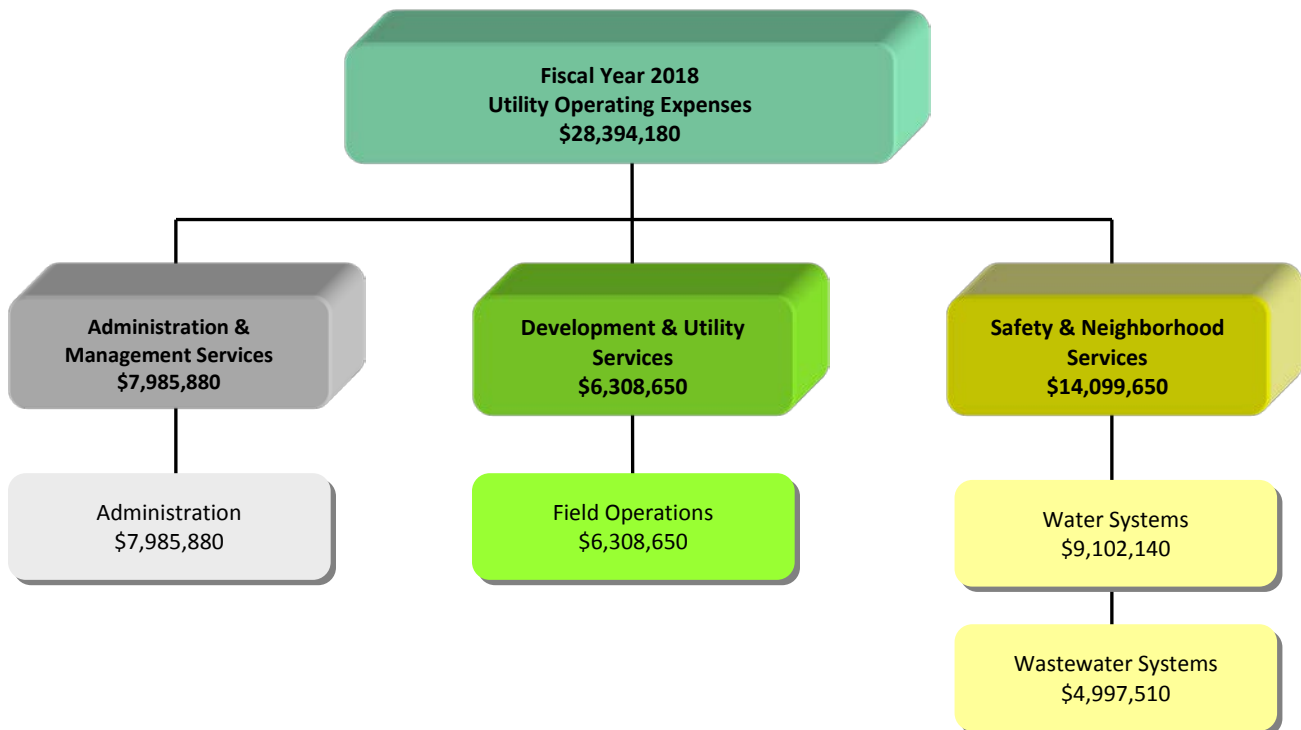 Fiscal Year 2018
Utility Operating Expenses
$28,394,180
Administration &
Management Services
$7,985,880
Development & Utility
Services
$6,308,650
Safety & Neighborhood
Services
$14,099,650
Administration
$7,985,880
Field Operations
$6,308,650
Water Systems
$9,102,140
Wastewater Systems
$4,997,510